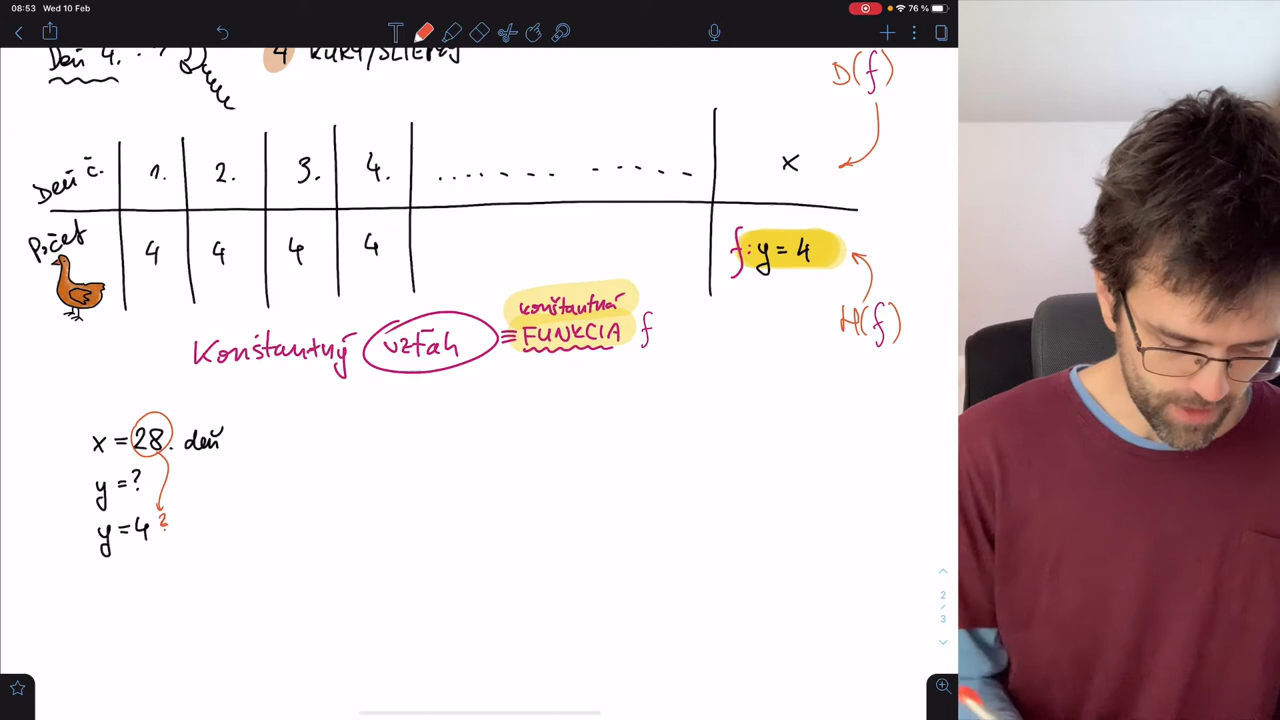 08:53 Wed 10 Feb
76 %
Deň 4.
4 KURY/SLIEPKY
D(f)
Deň č. 1. 2. 3. 4. .................. x
Počet 4 4 4 4 f: y = 4
H(f)
Konštantný vzťah ≡ konštantná FUNKCIA f
x = 28. deň
y = ?
y = 4 ?
2
/
3